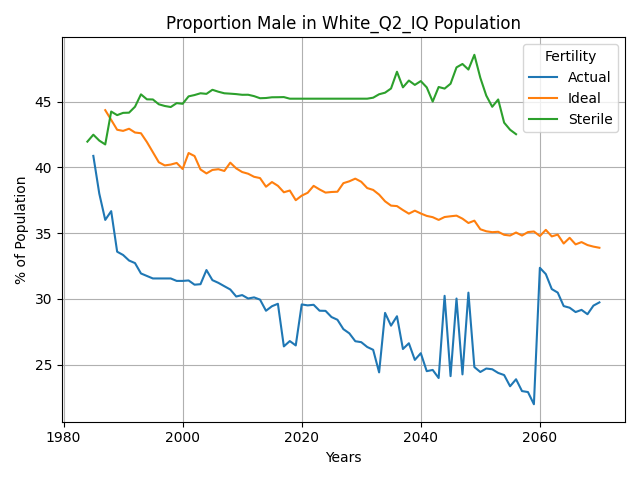 Proportion Male in White_Q2_IQ Population
Fertility
Actual
Ideal
Sterile
% of Population
45
40
35
30
25
1980
2000
2020
2040
2060
Years